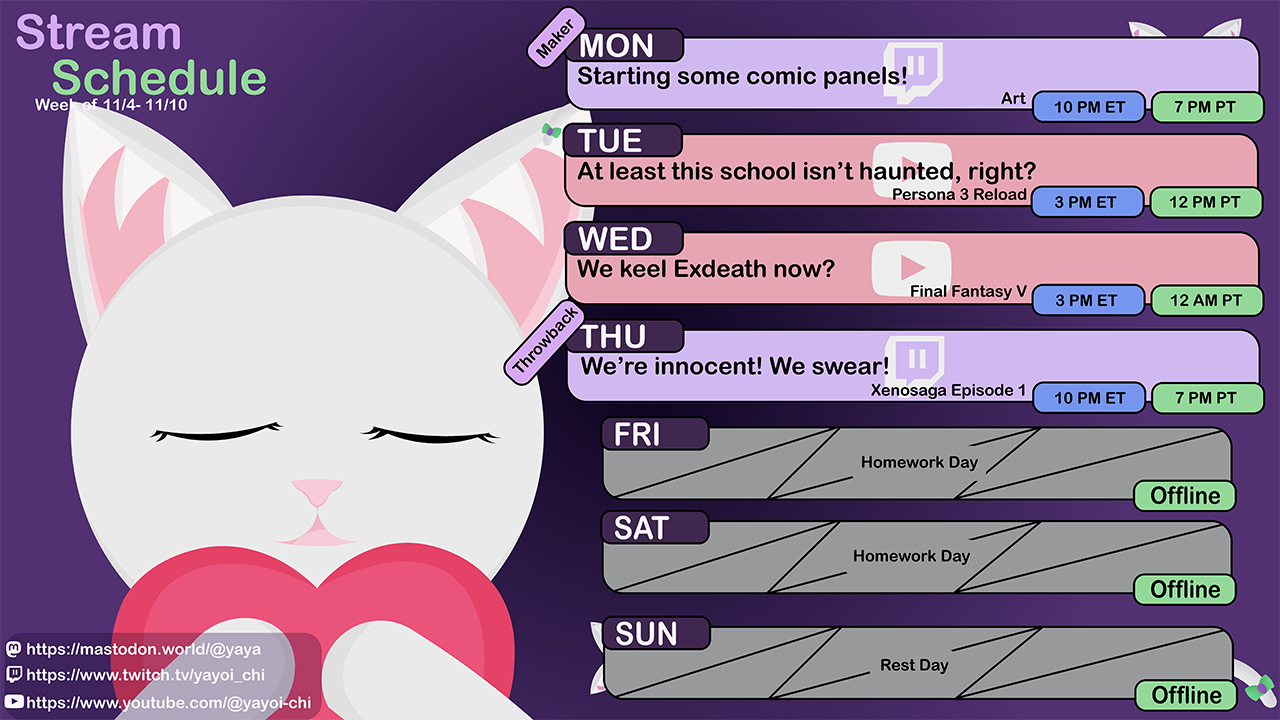 Stream
Schedule
Week of 11/4- 11/10
Maker
MON
Starting some comic panels!
Art
10 PM ET
7 PM PT
TUE
At least this school isn't haunted, right?
Persona 3 Reload
3 PM ET
12 PM PT
WED
We keel Exdeath now?
Final Fantasy V
3 PM ET
12 AM PT
Throwback
THU
We're innocent! We swear!
Xenosaga Episode 1
10 PM ET
7 PM PT
FRI
Homework Day
Offline
SAT
Homework Day
Offline
SUN
Rest Day
Offline
https://mastodon.world/@yaya
https://www.twitch.tv/yayoi_chi
https://www.youtube.com/@yayoi-chi